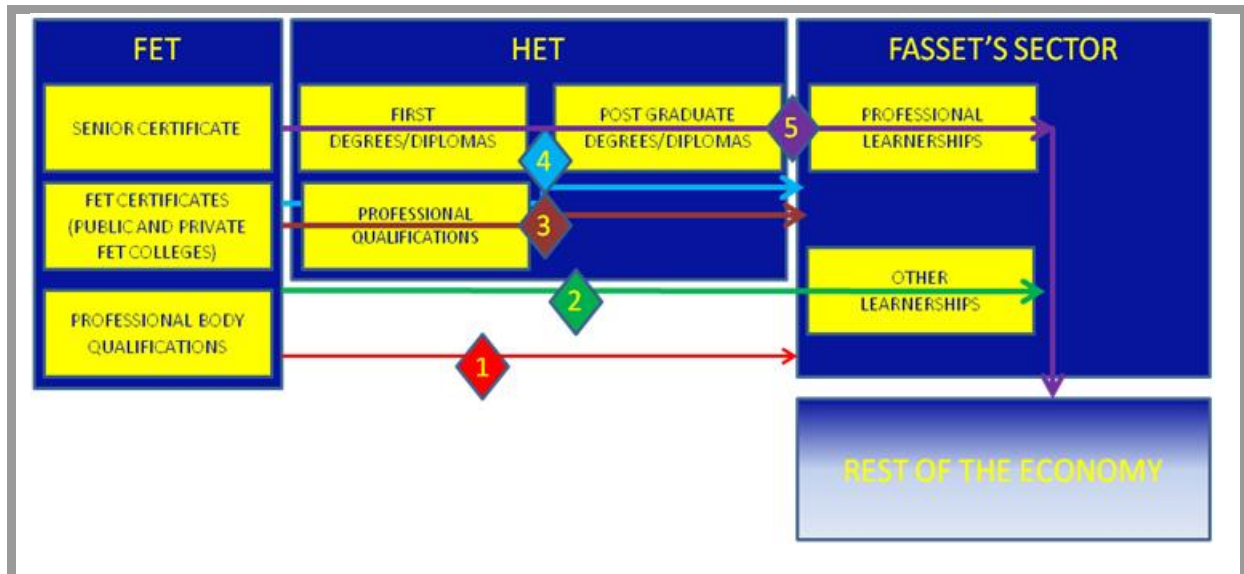 FET
SENIOR CERTIFICATE
FET CERTIFICATES
(PUBLIC AND PRIVATE
FET COLLEGES)
PROFESSIONAL BODY
QUALIFICATIONS
HET
FIRST
DEGREES/DIPLOMAS
POST GRADUATE
DEGREES/DIPLOMAS
PROFESSIONAL
QUALIFICATIONS
FASSET'S SECTOR
PROFESSIONAL
LEARNERSHIPS
OTHER
LEARNERSHIPS
5
4
3
2
1
REST OF THE ECONOMY